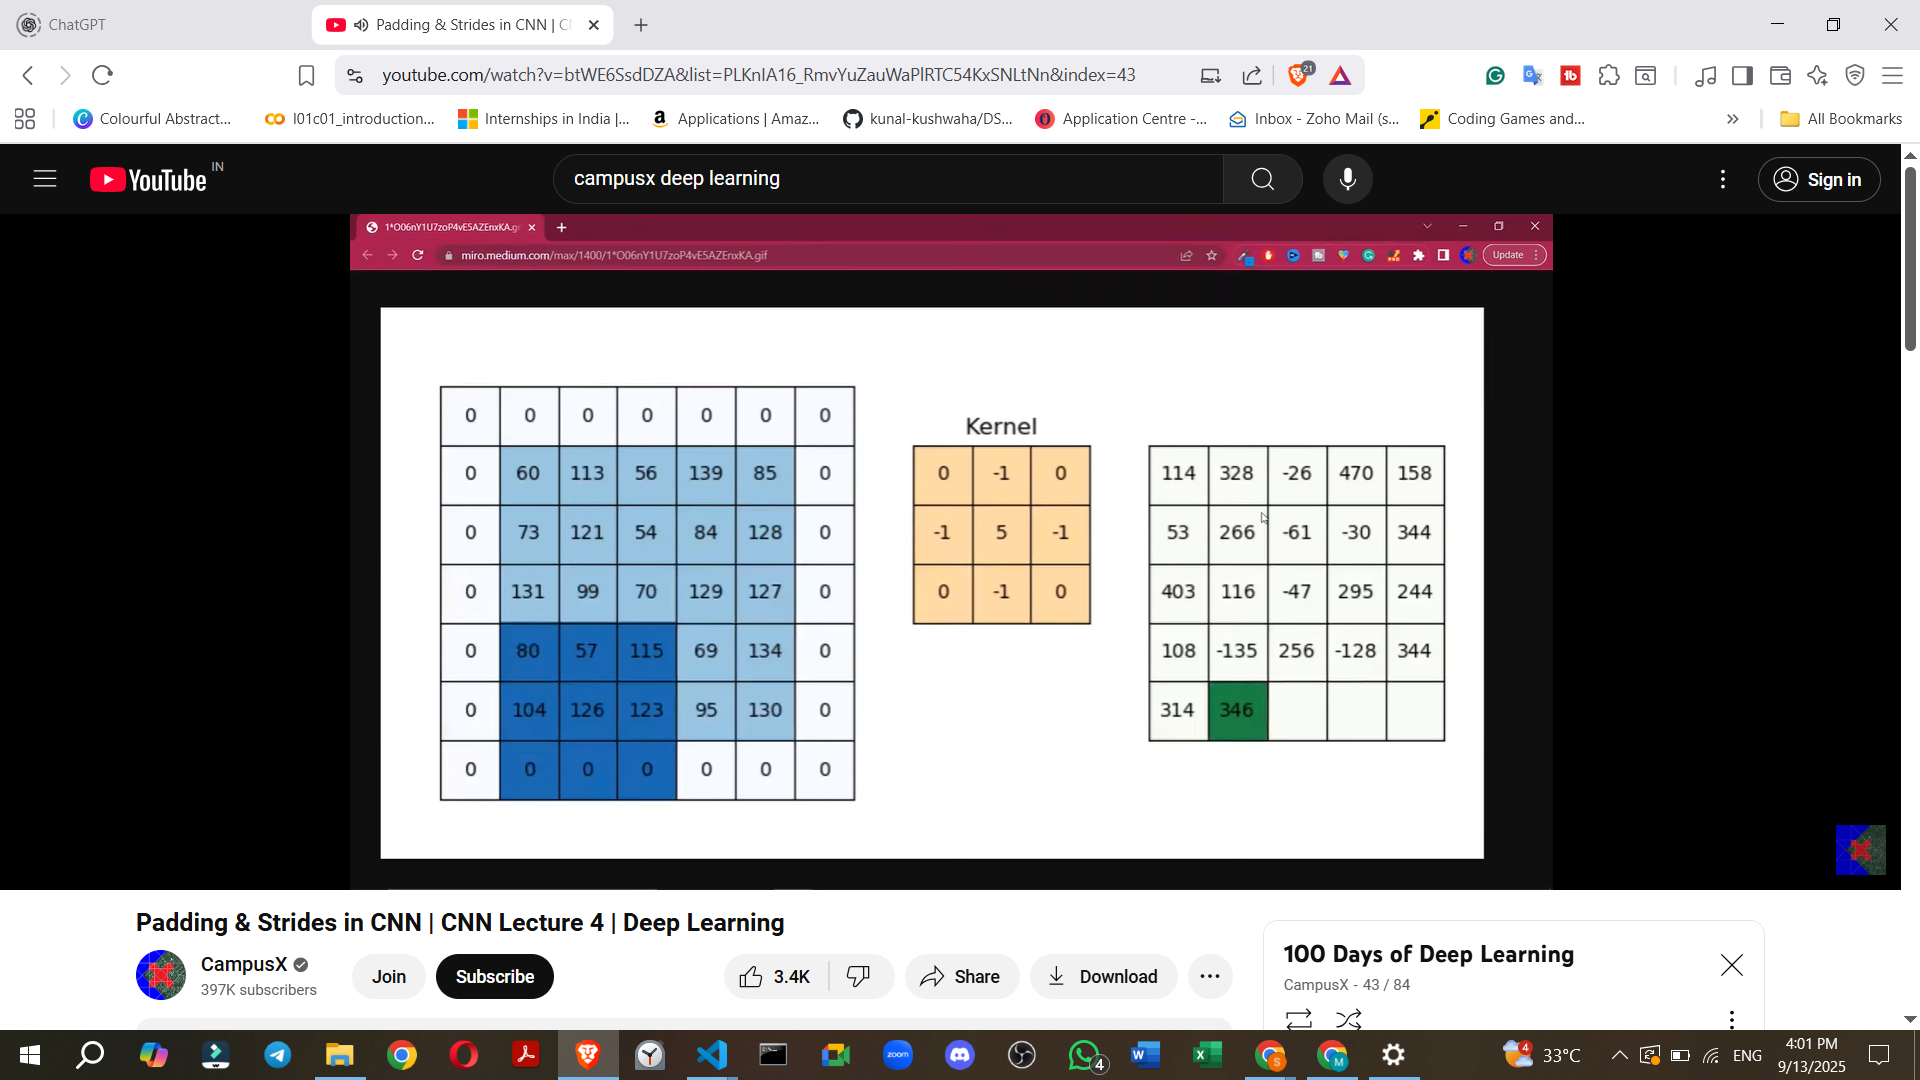 ChatGPT
Padding & Strides in CNN | C
youtube.com/watch?v=btWE6SsdDZA&list=PLKnIA16_RmvYuZauWaPlRTC54KxSNLtNn&index=43
21
Colourful Abstract...
l01c01_introduction...
Internships in India |...
Applications | Amaz...
kunal-kushwaha/DS...
Application Centre -...
Inbox - Zoho Mail (s...
Coding Games and...
All Bookmarks
YouTube IN
campusx deep learning
Sign in
1*O06nY1U7zoP4vE5AZEnxKA.g
miro.medium.com/max/1400/1*O06nY1U7zoP4vE5AZEnxKA.gif
Update
0 0 0 0 0 0 0
0 60 113 56 139 85 0
0 73 121 54 84 128 0
0 131 99 70 129 127 0
0 80 57 115 69 134 0
0 104 126 123 95 130 0
0 0 0 0 0 0 0
Kernel
0 -1 0
-1 5 -1
0 -1 0
114 328 -26 470 158
53 266 -61 -30 344
403 116 -47 295 244
108 -135 256 -128 344
314 346
Padding & Strides in CNN | CNN Lecture 4 | Deep Learning
CampusX
397K subscribers
Join
Subscribe
3.4K
Share
Download
100 Days of Deep Learning
CampusX - 43 / 84
zoom
4
S
M
4
33°C
ENG
4:01 PM
9/13/2025